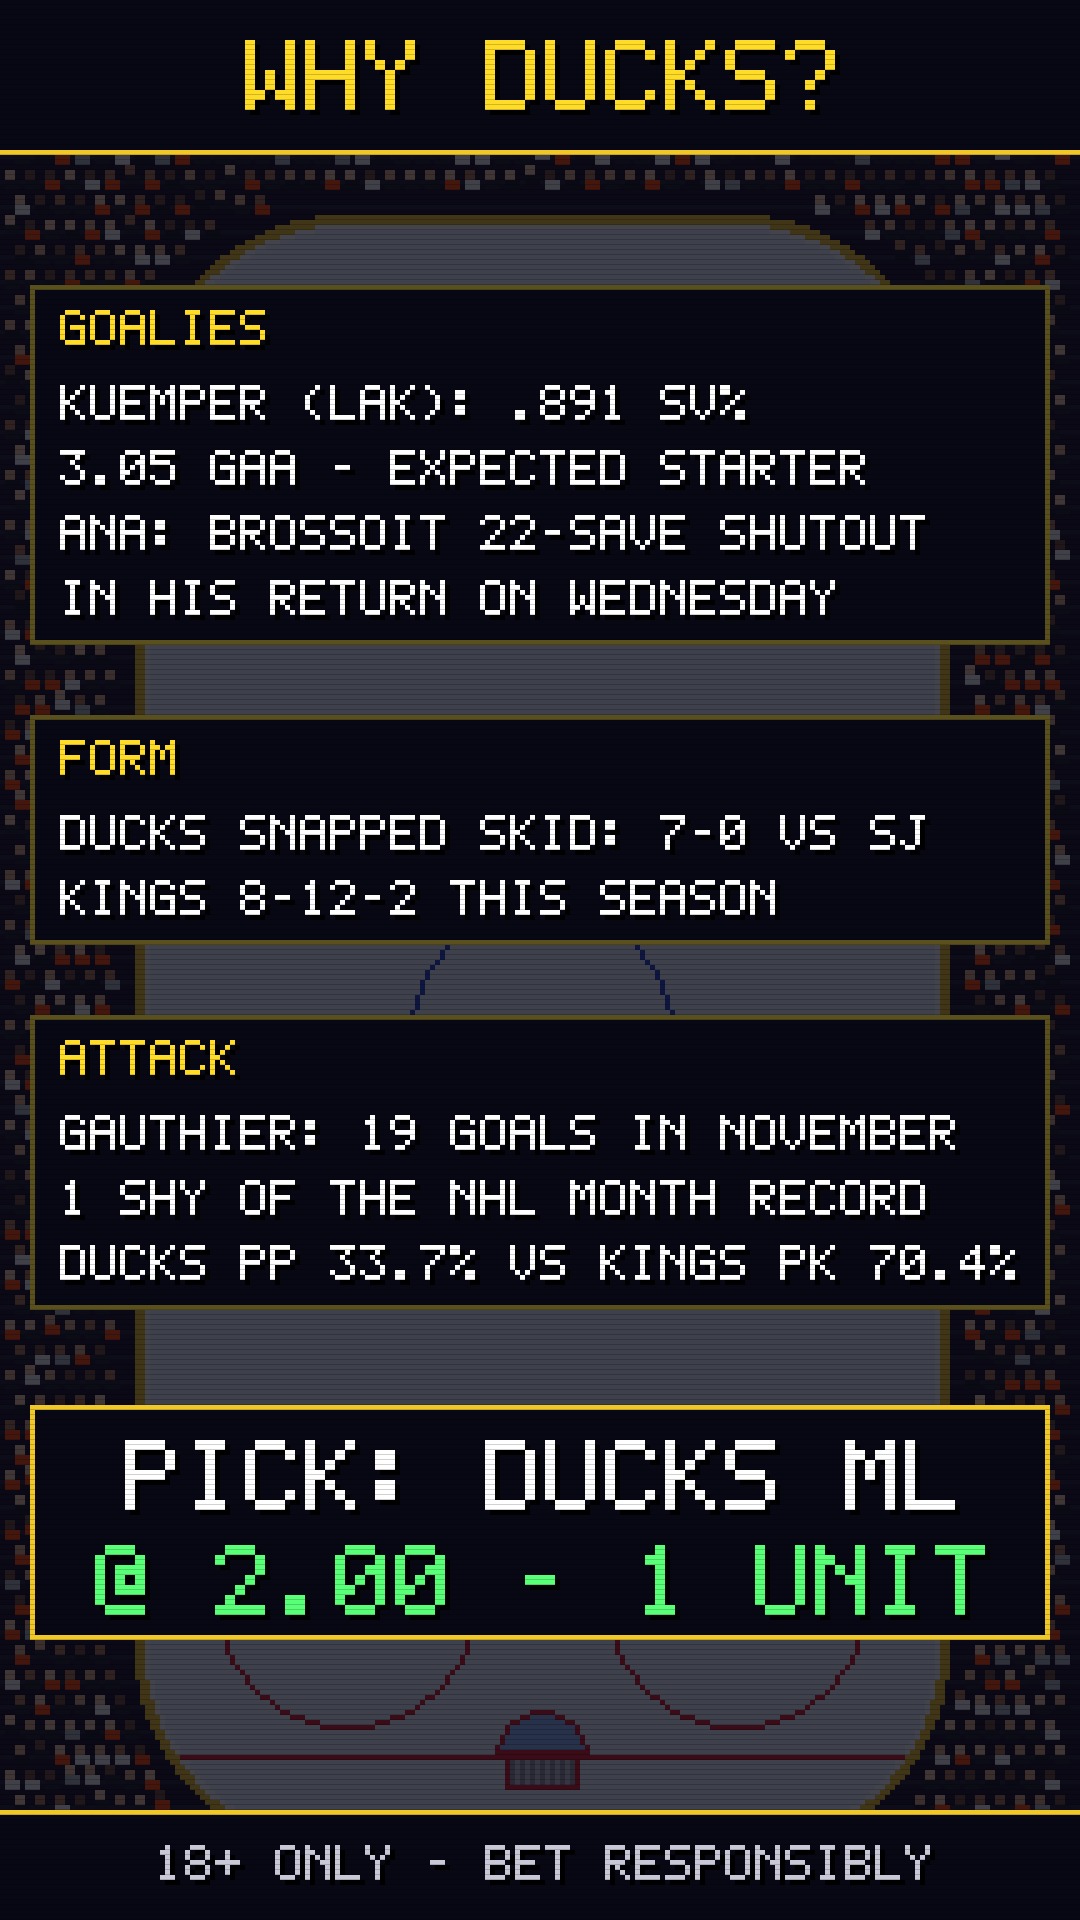 WHY DUCKS?
GOALIES
KUEMPER (LAK): .891 SV%
3.05 GAA - EXPECTED STARTER
ANA: BROSSOIT 22-SAVE SHUTOUT
IN HIS RETURN ON WEDNESDAY
FORM
DUCKS SNAPPED SKID: 7-0 VS SJ
KINGS 8-12-2 THIS SEASON
ATTACK
GAUTHIER: 19 GOALS IN NOVEMBER
1 SHY OF THE NHL MONTH RECORD
DUCKS PP 33.7% VS KINGS PK 70.4%
PICK: DUCKS ML
@ 2.00 - 1 UNIT
18+ ONLY - BET RESPONSIBLY